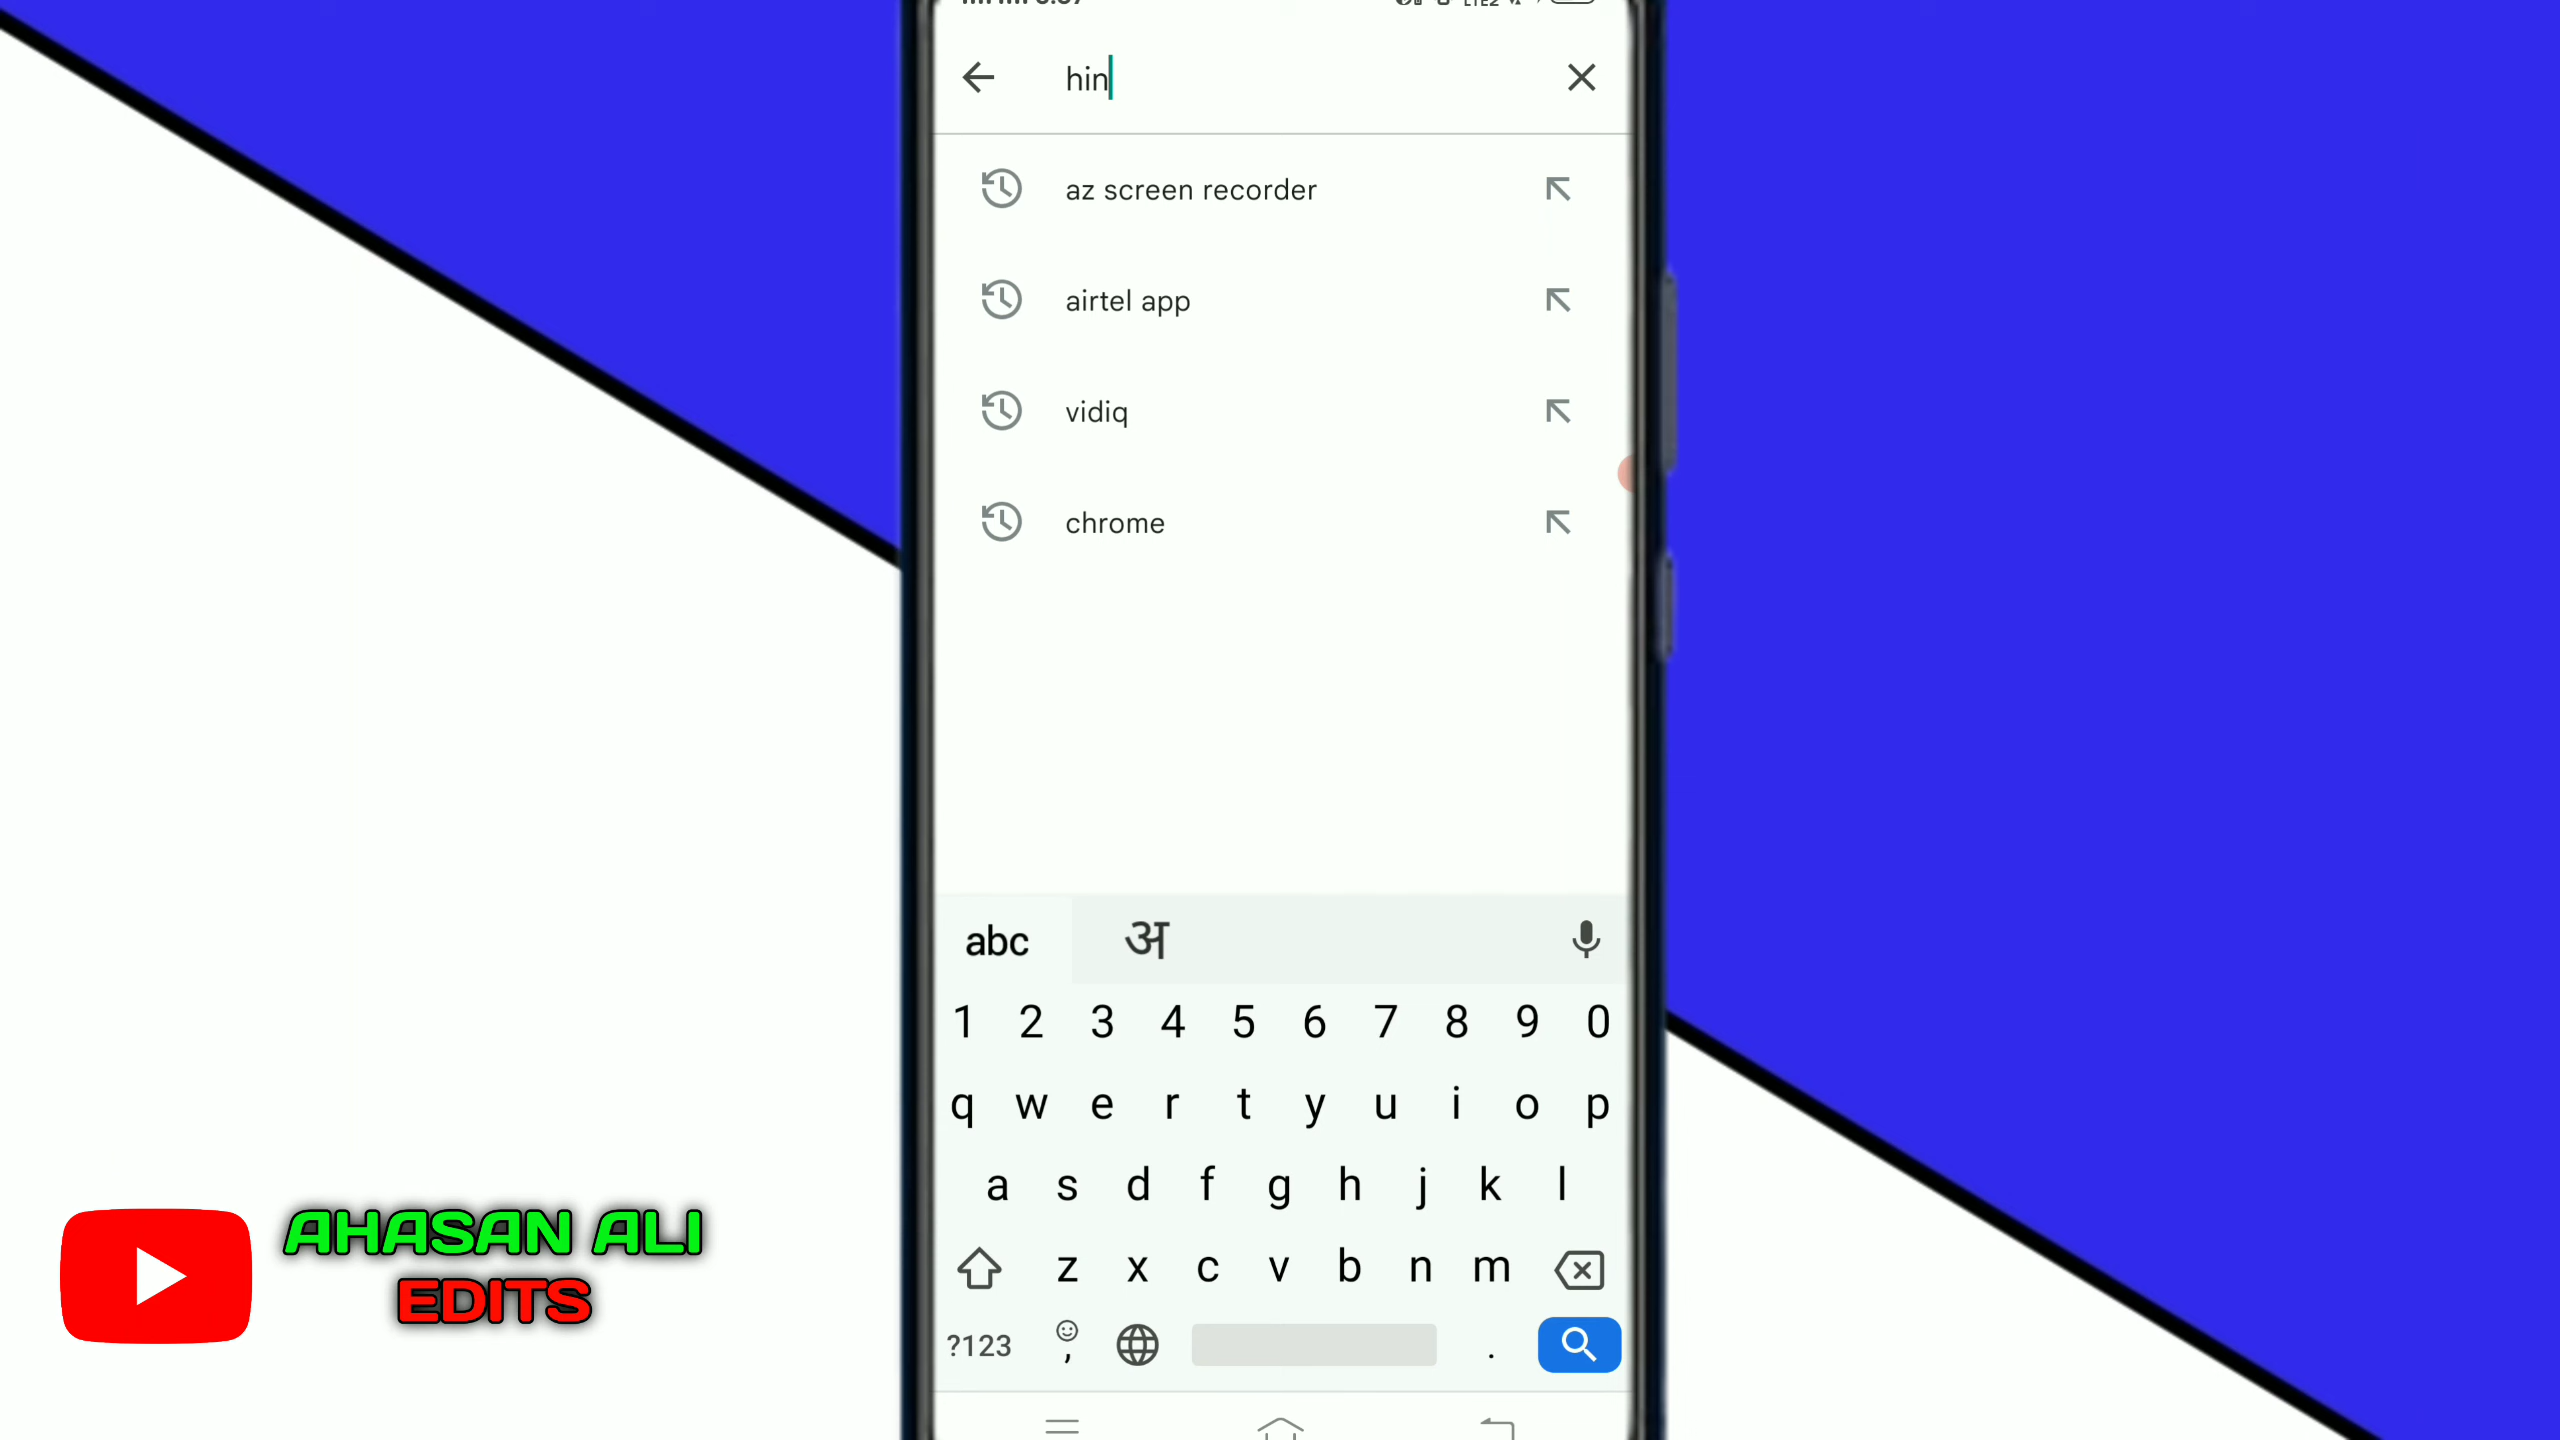 hin
az screen recorder
airtel app
vidiq
chrome
abc अ
1 2 3 4 5 6 7 8 9 0
q w e r t y u i o p
a s d f g h j k l
z x c v b n m
?123 , .
AHASAN ALI
EDITS